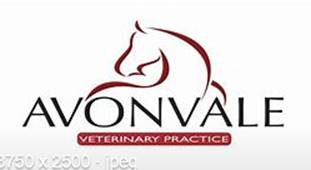 AVONVALE
VETERINARY PRACTICE
3750 x 2500 - jpeg